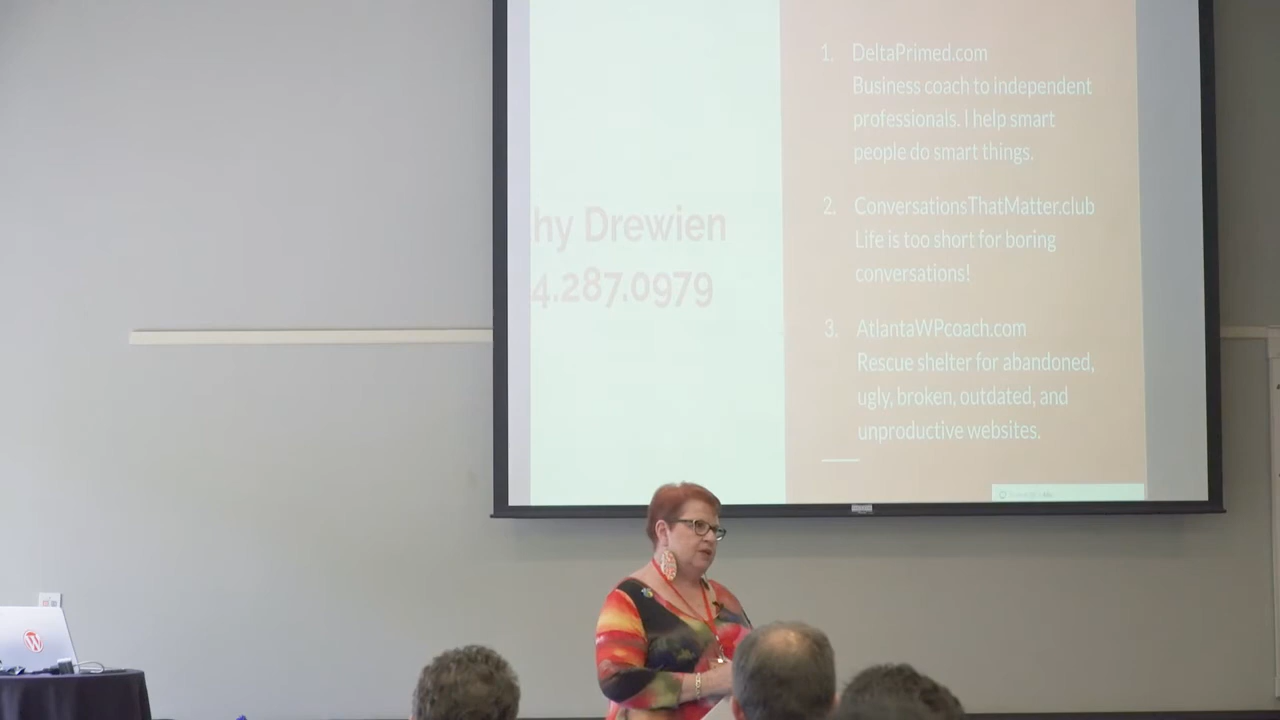 hy Drewien
4.287.0979
1. DeltaPrimed.com
Business coach to independent
professionals. I help smart
people do smart things.
2. ConversationsThatMatter.club
Life is too short for boring
conversations!
3. AtlantaWPcoach.com
Rescue shelter for abandoned,
ugly, broken, outdated, and
unproductive websites.